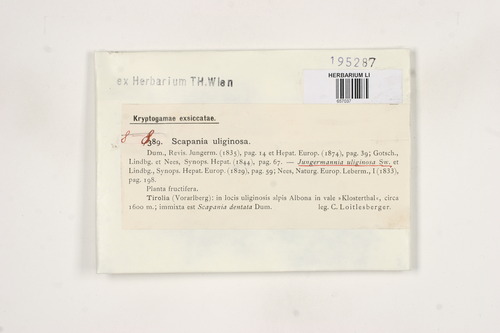 195287
ex Herbarium TH.Wien
HERBARIUM LI
Kryptogamae exsiccatae.
389. Scapania uliginosa.
Dum., Revis. Jungerm. (1835), pag. 14 et Hepat. Europ. (1874), pag. 39; Gotsch.,
Lindbg. et Nees, Synops. Hepat. (1844), pag. 67. — Jungermannia uliginosa Sw. et
Lindbg., Synops. Hepat. Europ. (1829), pag. 59; Nees, Naturg. Europ. Leberm., I (1833),
pag. 198.
Planta fructifera.
Tirolia (Vorarlberg): in locis uliginosis alpis Albona in vale »Klosterthal«, circa
1600 m.; immixta est Scapania dentata Dum. leg. C. Loitlesberger.